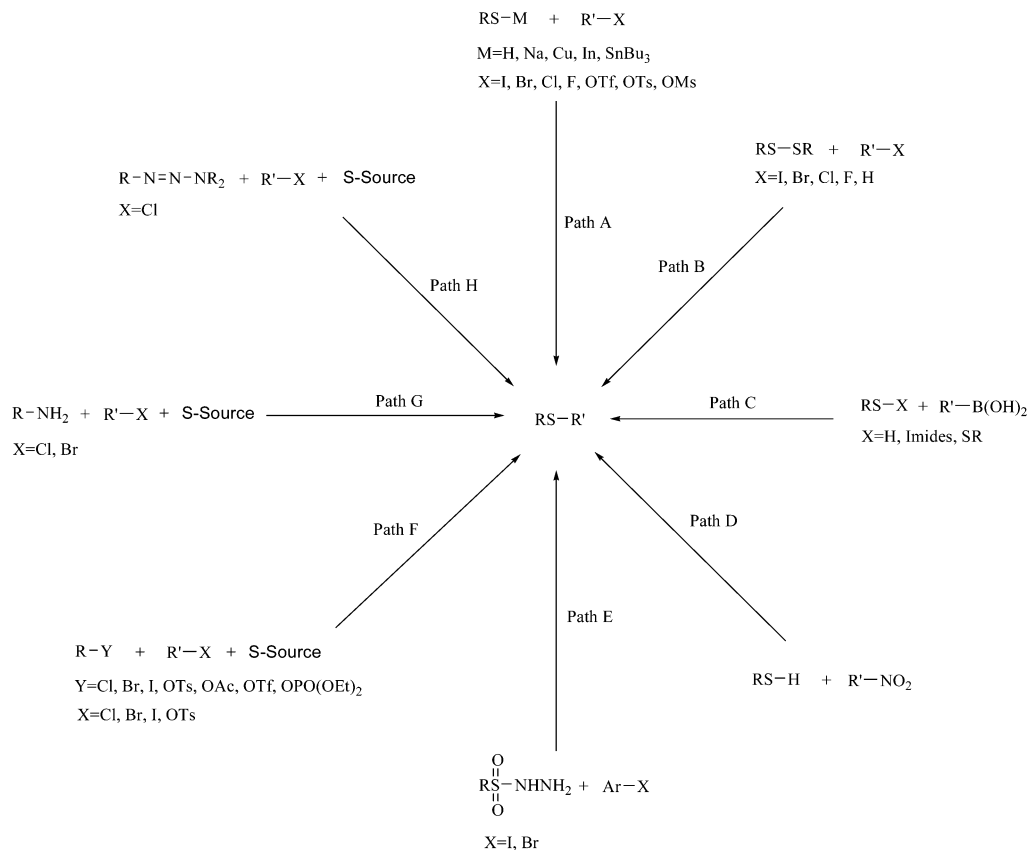 RS-M + R'-X
M=H, Na, Cu, In, SnBu3
X=I, Br, Cl, F, OTf, OTs, OMs
RS-SR + R'-X
X=I, Br, Cl, F, H
R-N=N-NR2 + R'-X + S-Source
X=Cl
Path A
Path B
Path H
R-NH2 + R'-X + S-Source
X=Cl, Br
Path G
RS-R'
Path C
RS-X + R'-B(OH)2
X=H, Imides, SR
Path F
Path D
Path E
R-Y + R'-X + S-Source
Y=Cl, Br, I, OTs, OAc, OTf, OPO(OEt)2
X=Cl, Br, I, OTs
RS-H + R'-NO2
O
RS-NHNH2 + Ar-X
O
X=I, Br